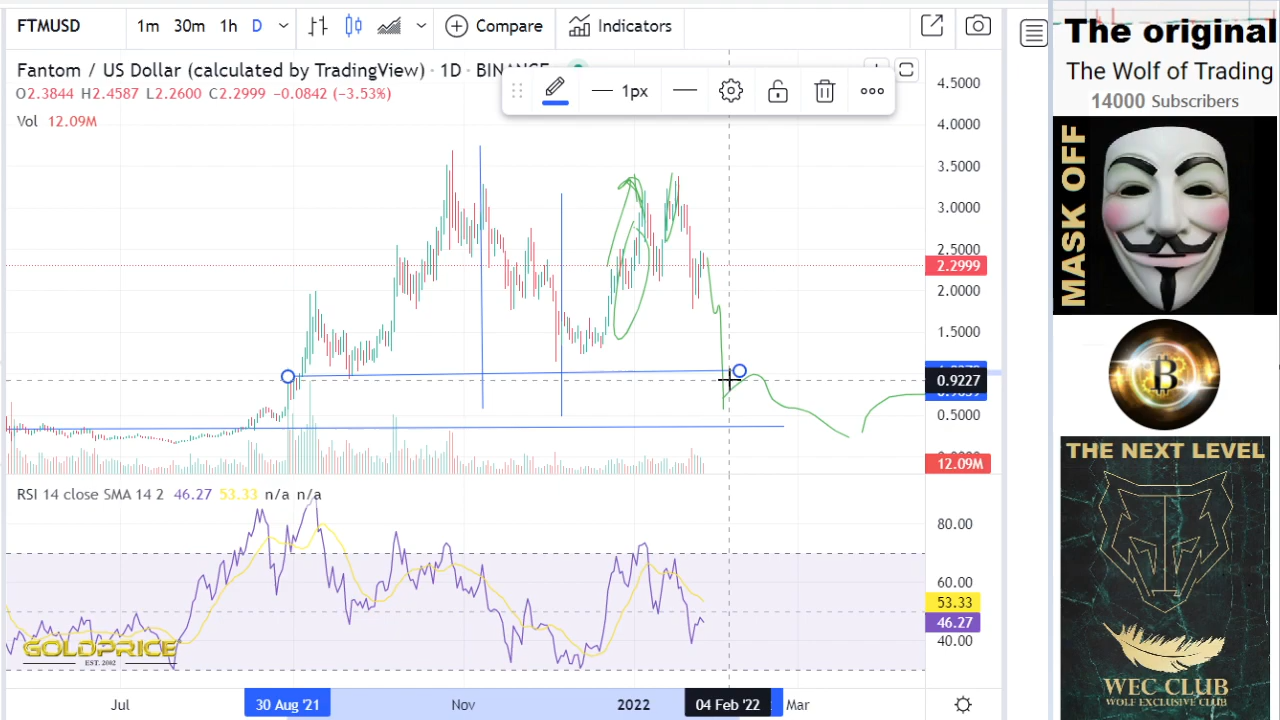 FTMUSD
1m 30m 1h D
Compare
Indicators
Fantom / US Dollar (calculated by TradingView) · 1D · BINANCE
O2.3844 H2.4587 L2.2600 C2.2999 −0.0842 (−3.53%)
Vol 12.09M
1px
4.5000
4.0000
3.5000
3.0000
2.5000
2.2999
2.0000
1.5000
0.9227
0.5000
12.09M
RSI 14 close SMA 14 2 46.27 53.33 n/a n/a
80.00
60.00
53.33
46.27
40.00
GOLDPRICE
EST. 2002
Jul
30 Aug '21
Nov
2022
04 Feb '22
Mar
The original
The Wolf of Trading
14000 Subscribers
MASK OFF
THE NEXT LEVEL
WEC CLUB
WOLF EXCLUSIVE CLUB